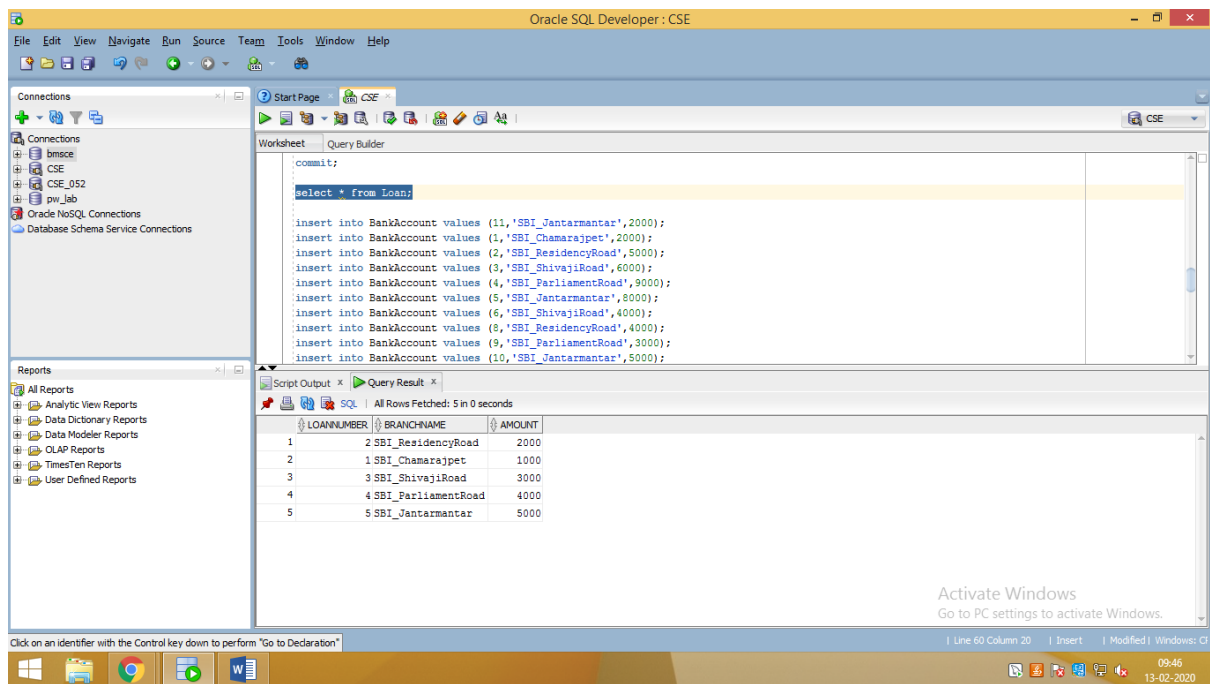 Oracle SQL Developer : CSE
File Edit View Navigate Run Source Team Tools Window Help
Connections
Connections
bmsce
CSE
CSE_052
pw_lab
Oracle NoSQL Connections
Database Schema Service Connections
Reports
All Reports
Analytic View Reports
Data Dictionary Reports
Data Modeler Reports
OLAP Reports
TimesTen Reports
User Defined Reports
Start Page CSE
CSE
Worksheet Query Builder
commit;
select * from Loan;
insert into BankAccount values (11,'SBI_Jantarmantar',2000);
insert into BankAccount values (1,'SBI_Chamarajpet',2000);
insert into BankAccount values (2,'SBI_ResidencyRoad',5000);
insert into BankAccount values (3,'SBI_ShivajiRoad',6000);
insert into BankAccount values (4,'SBI_ParliamentRoad',9000);
insert into BankAccount values (5,'SBI_Jantarmantar',8000);
insert into BankAccount values (6,'SBI_ShivajiRoad',4000);
insert into BankAccount values (8,'SBI_ResidencyRoad',4000);
insert into BankAccount values (9,'SBI_ParliamentRoad',3000);
insert into BankAccount values (10,'SBI_Jantarmantar',5000);
Script Output x Query Result x
SQL | All Rows Fetched: 5 in 0 seconds
LOANNUMBER BRANCHNAME AMOUNT
1 2 SBI_ResidencyRoad 2000
2 1 SBI_Chamarajpet 1000
3 3 SBI_ShivajiRoad 3000
4 4 SBI_ParliamentRoad 4000
5 5 SBI_Jantarmantar 5000
Activate Windows
Go to PC settings to activate Windows.
Click on an identifier with the Control key down to perform "Go to Declaration"
| Line 60 Column 20 | Insert | Modified | Windows: C
09:46
13-02-2020